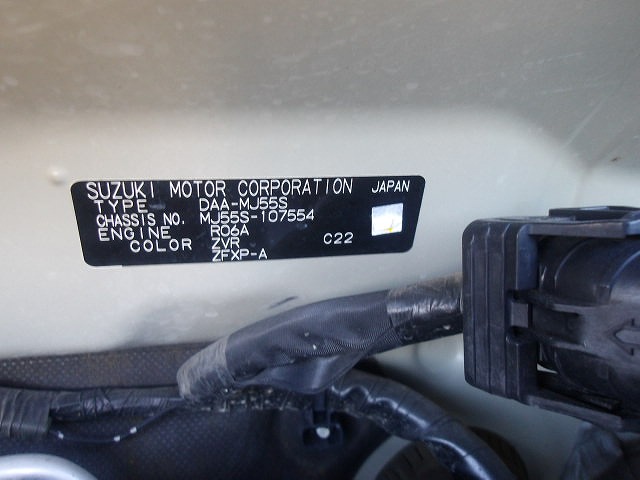 SUZUKI MOTOR CORPORATION JAPAN
TYPE DAA-MJ55S
CHASSIS NO. MJ55S-107554
ENGINE R06A
COLOR ZVR C22
ZFXP-A